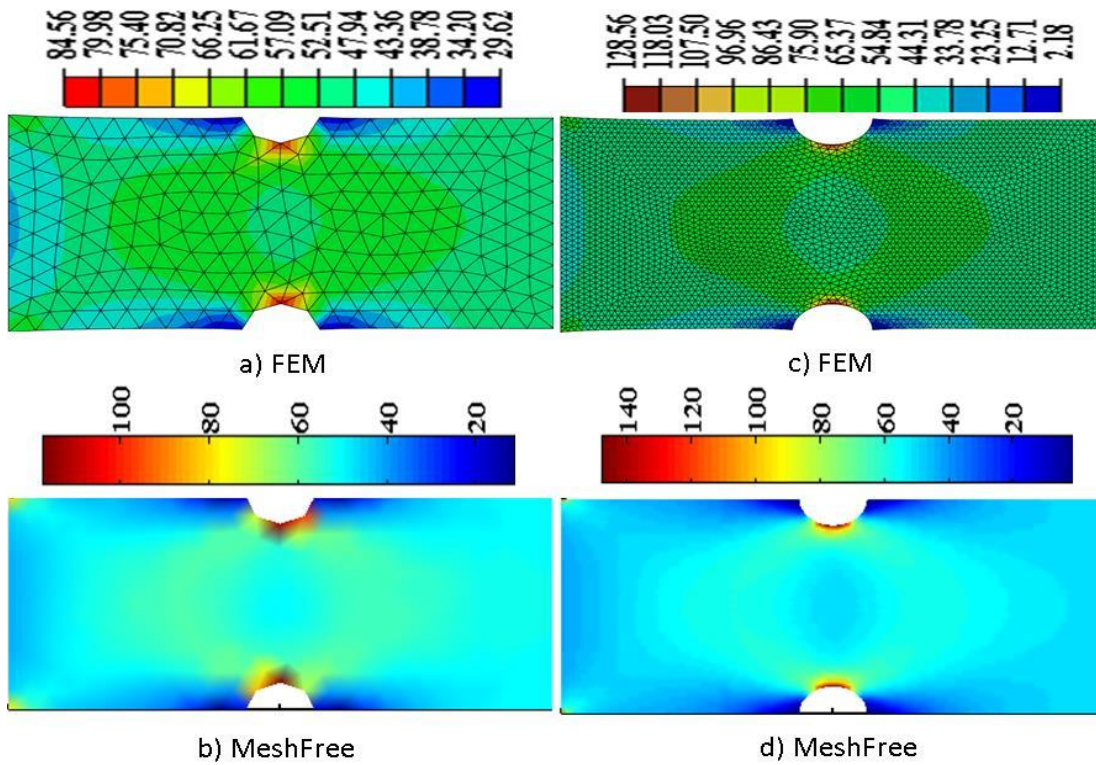 84.56 79.98 75.40 70.82 66.25 61.67 57.09 52.51 47.94 43.36 38.78 34.20 29.62
128.56 118.03 107.50 96.96 86.43 75.90 65.37 54.84 44.31 33.78 23.25 12.71 2.18
a) FEM
c) FEM
100 80 60 40 20
140 120 100 80 60 40 20
b) MeshFree
d) MeshFree